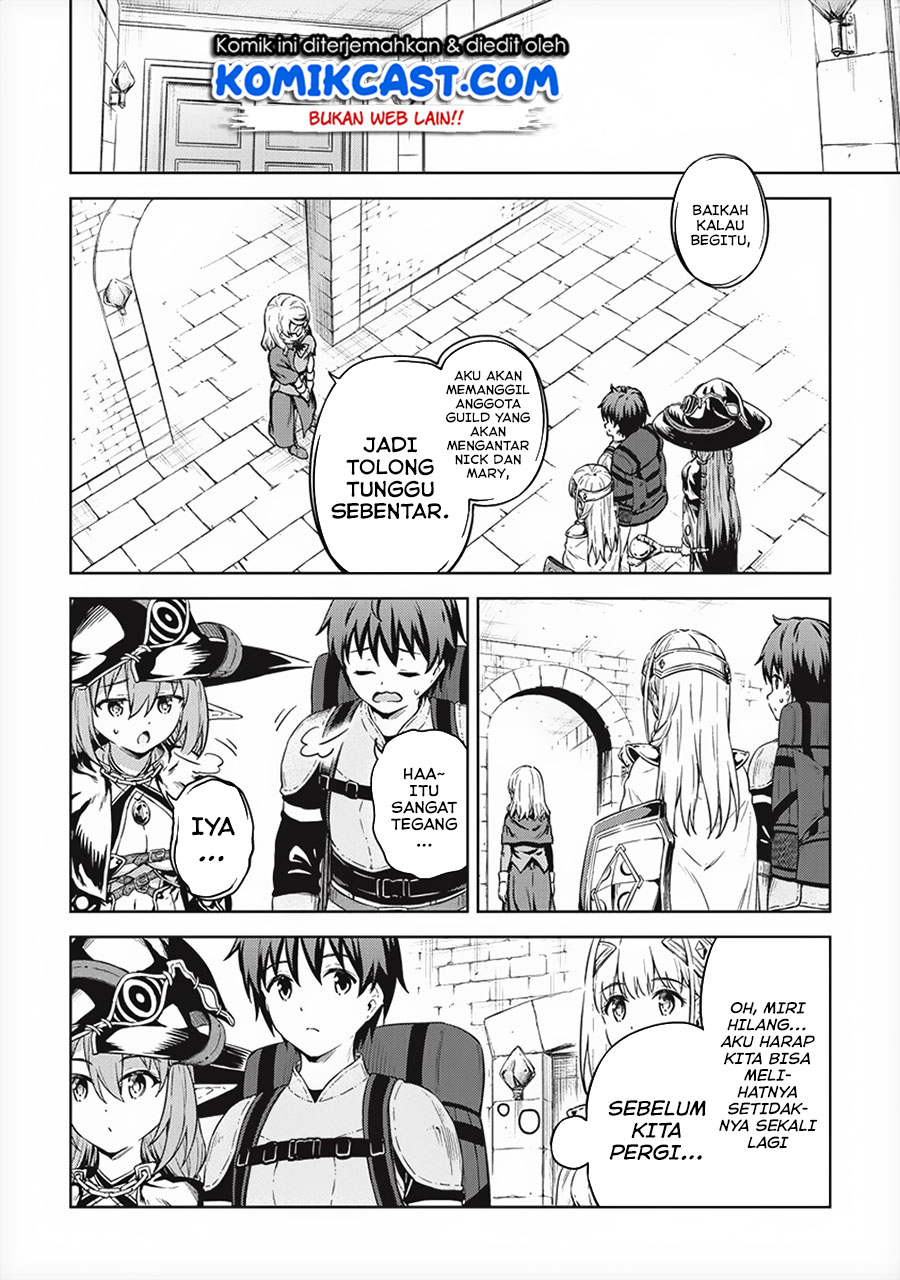 Komik ini diterjemahkan & diedit oleh
KOMIKCAST.COM
BUKAN WEB LAIN!!
BAIKAH
KALAU
BEGITU,
AKU AKAN
MEMANGGIL
ANGGOTA
GUILD YANG
AKAN
MENGANTAR
NICK DAN
MARY,
JADI
TOLONG
TUNGGU
SEBENTAR.
HAA~
ITU
SANGAT
TEGANG
...
IYA
...
OH, MIRI
HILANG...
AKU HARAP
KITA BISA
MELI-
HATNYA
SETIDAK-
NYA SEKALI
LAGI
SEBELUM
KITA
PERGI...